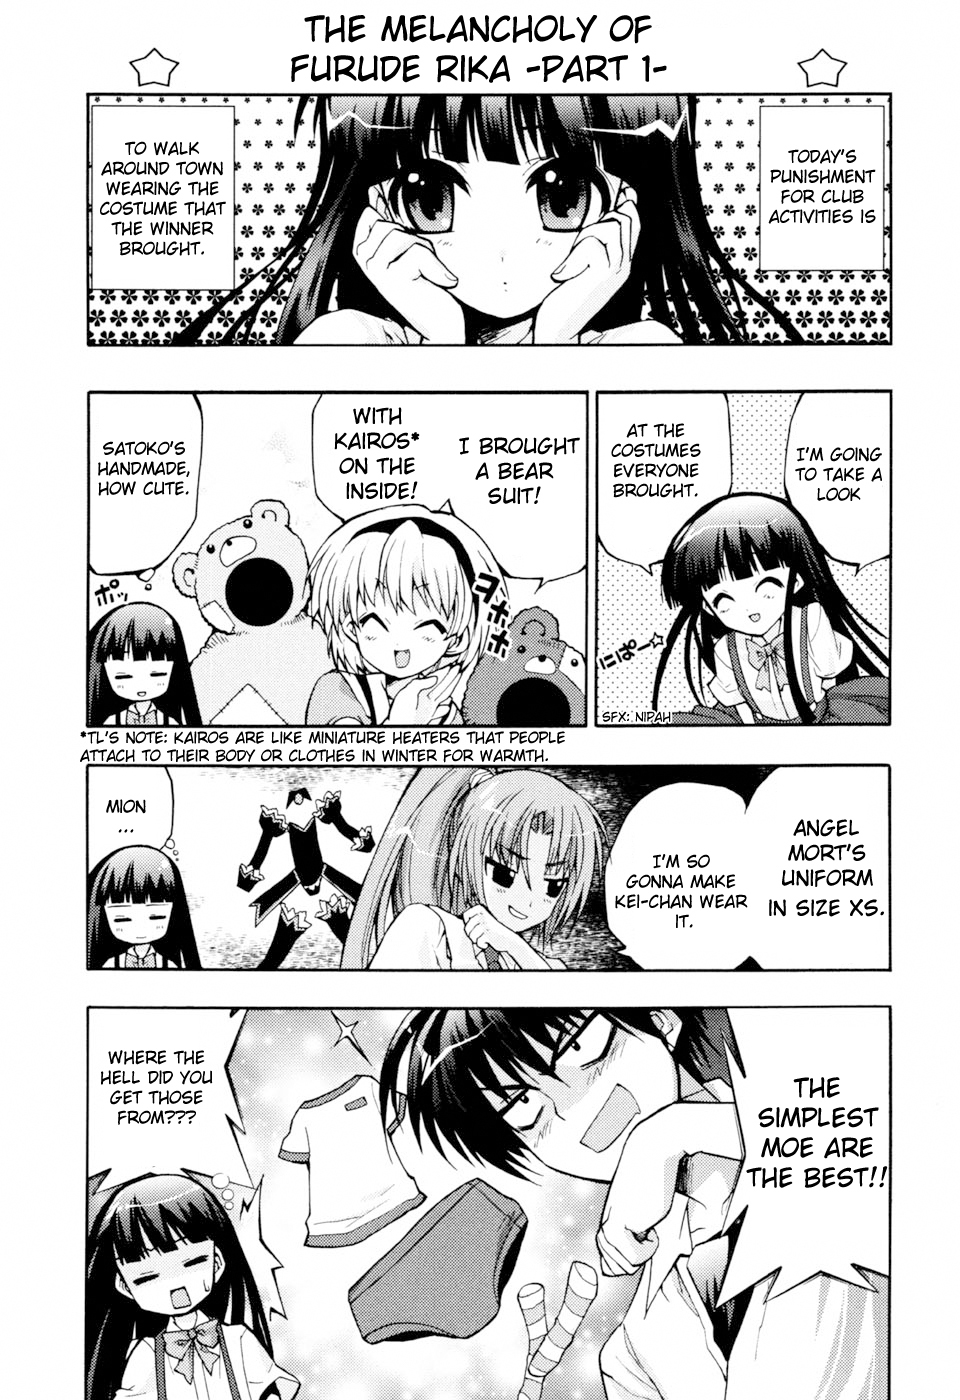 THE MELANCHOLY OF
FURUDE RIKA -PART 1-
TODAY'S
PUNISHMENT
FOR CLUB
ACTIVITIES IS
TO WALK
AROUND TOWN
WEARING THE
COSTUME THAT
THE WINNER
BROUGHT.
I'M GOING
TO TAKE A
LOOK
AT THE
COSTUMES
EVERYONE
BROUGHT.
にぱー☆
SFX: NIPAH
I BROUGHT
A BEAR
SUIT!
WITH
KAIROS*
ON THE
INSIDE!
ヲホホホ
SATOKO'S
HANDMADE,
HOW CUTE.
ポッ
*TL'S NOTE: KAIROS ARE LIKE MINIATURE HEATERS THAT PEOPLE
ATTACH TO THEIR BODY OR CLOTHES IN WINTER FOR WARMTH.
ANGEL
MORT'S
UNIFORM
IN SIZE XS.
I'M SO
GONNA MAKE
KEI-CHAN WEAR
IT.
MION
...
THE
SIMPLEST
MOE ARE
THE BEST!!
WHERE THE
HELL DID YOU
GET THOSE
FROM???